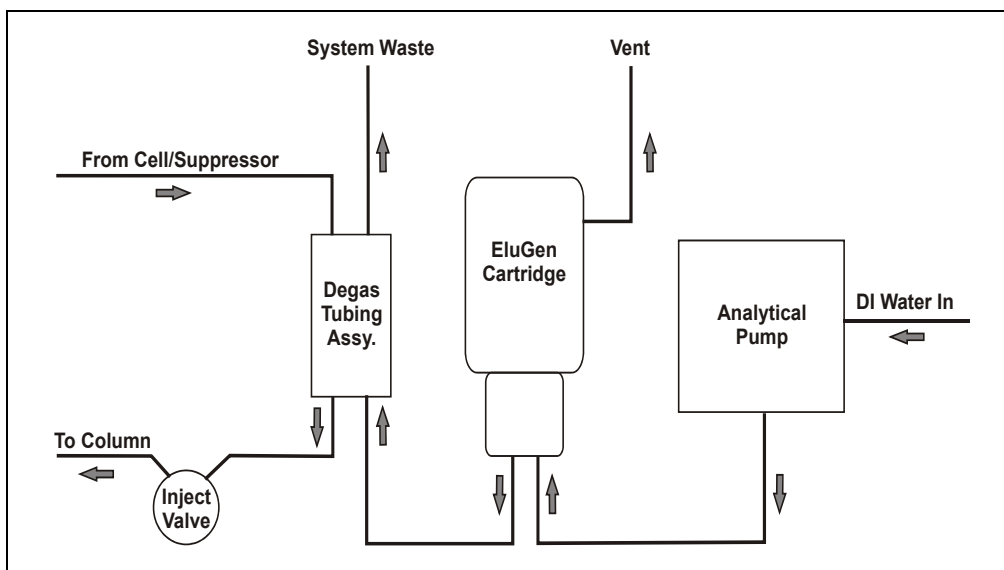 System Waste
Vent
From Cell/Suppressor
EluGen
Cartridge
Degas
Tubing
Assy.
Analytical
Pump
DI Water In
To Column
Inject
Valve